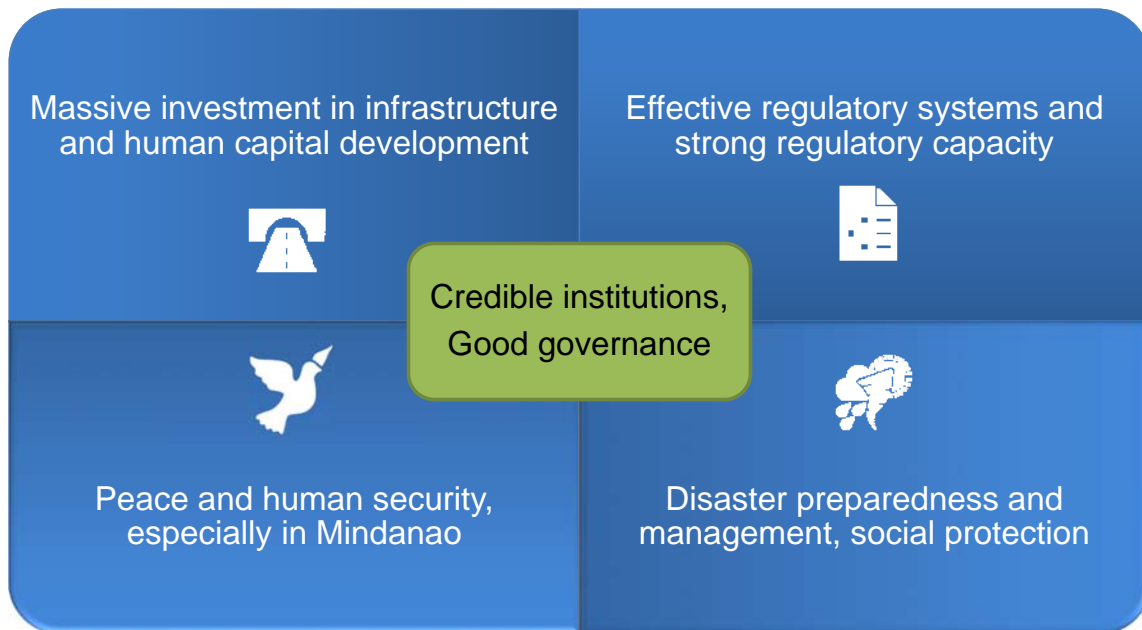 Massive investment in infrastructure
and human capital development
Effective regulatory systems and
strong regulatory capacity
Credible institutions,
Good governance
Peace and human security,
especially in Mindanao
Disaster preparedness and
management, social protection